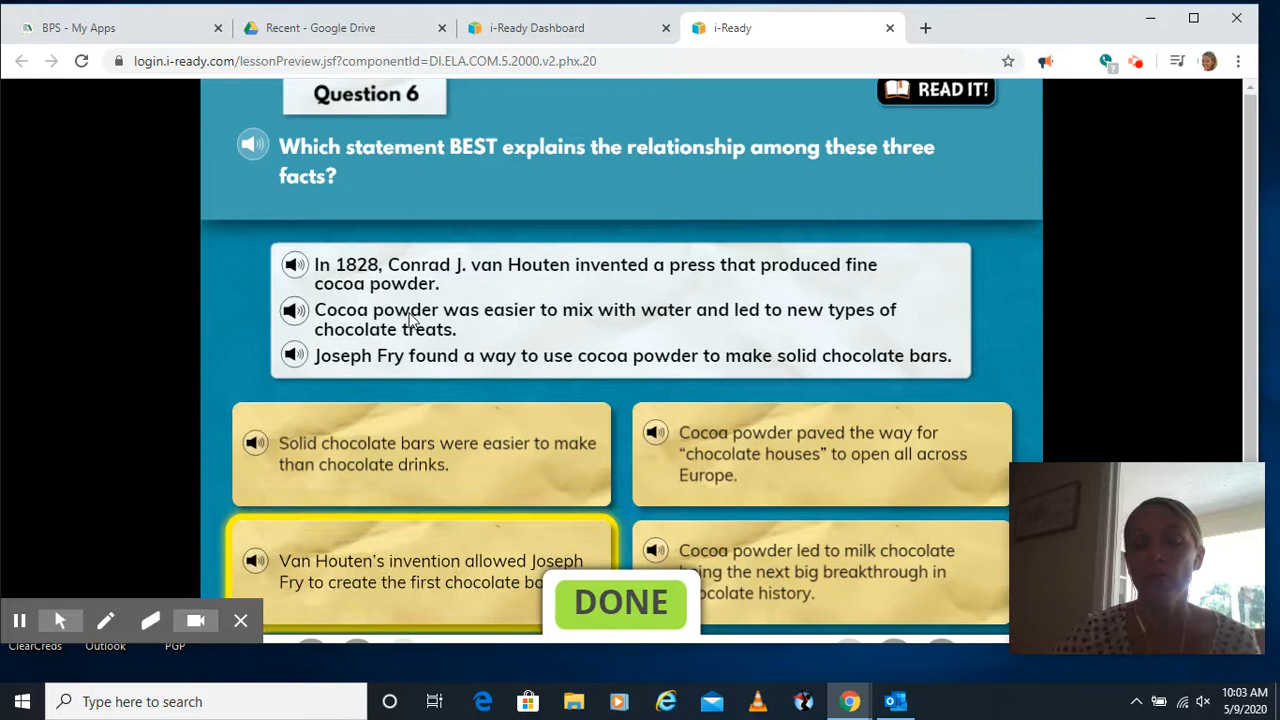 BPS - My Apps
Recent - Google Drive
i-Ready Dashboard
i-Ready
login.i-ready.com/lessonPreview.jsf?componentId=DI.ELA.COM.5.2000.v2.phx.20
Question 6
READ IT!
Which statement BEST explains the relationship among these three
facts?
In 1828, Conrad J. van Houten invented a press that produced fine
cocoa powder.
Cocoa powder was easier to mix with water and led to new types of
chocolate treats.
Joseph Fry found a way to use cocoa powder to make solid chocolate bars.
Solid chocolate bars were easier to make
than chocolate drinks.
Cocoa powder paved the way for
“chocolate houses” to open all across
Europe.
Van Houten’s invention allowed Joseph
Fry to create the first chocolate
Cocoa powder led to milk chocolate
being the next big breakthrough in
chocolate history.
DONE
ClearCreds
Outlook
PGP
Type here to search
10:03 AM
5/9/2020